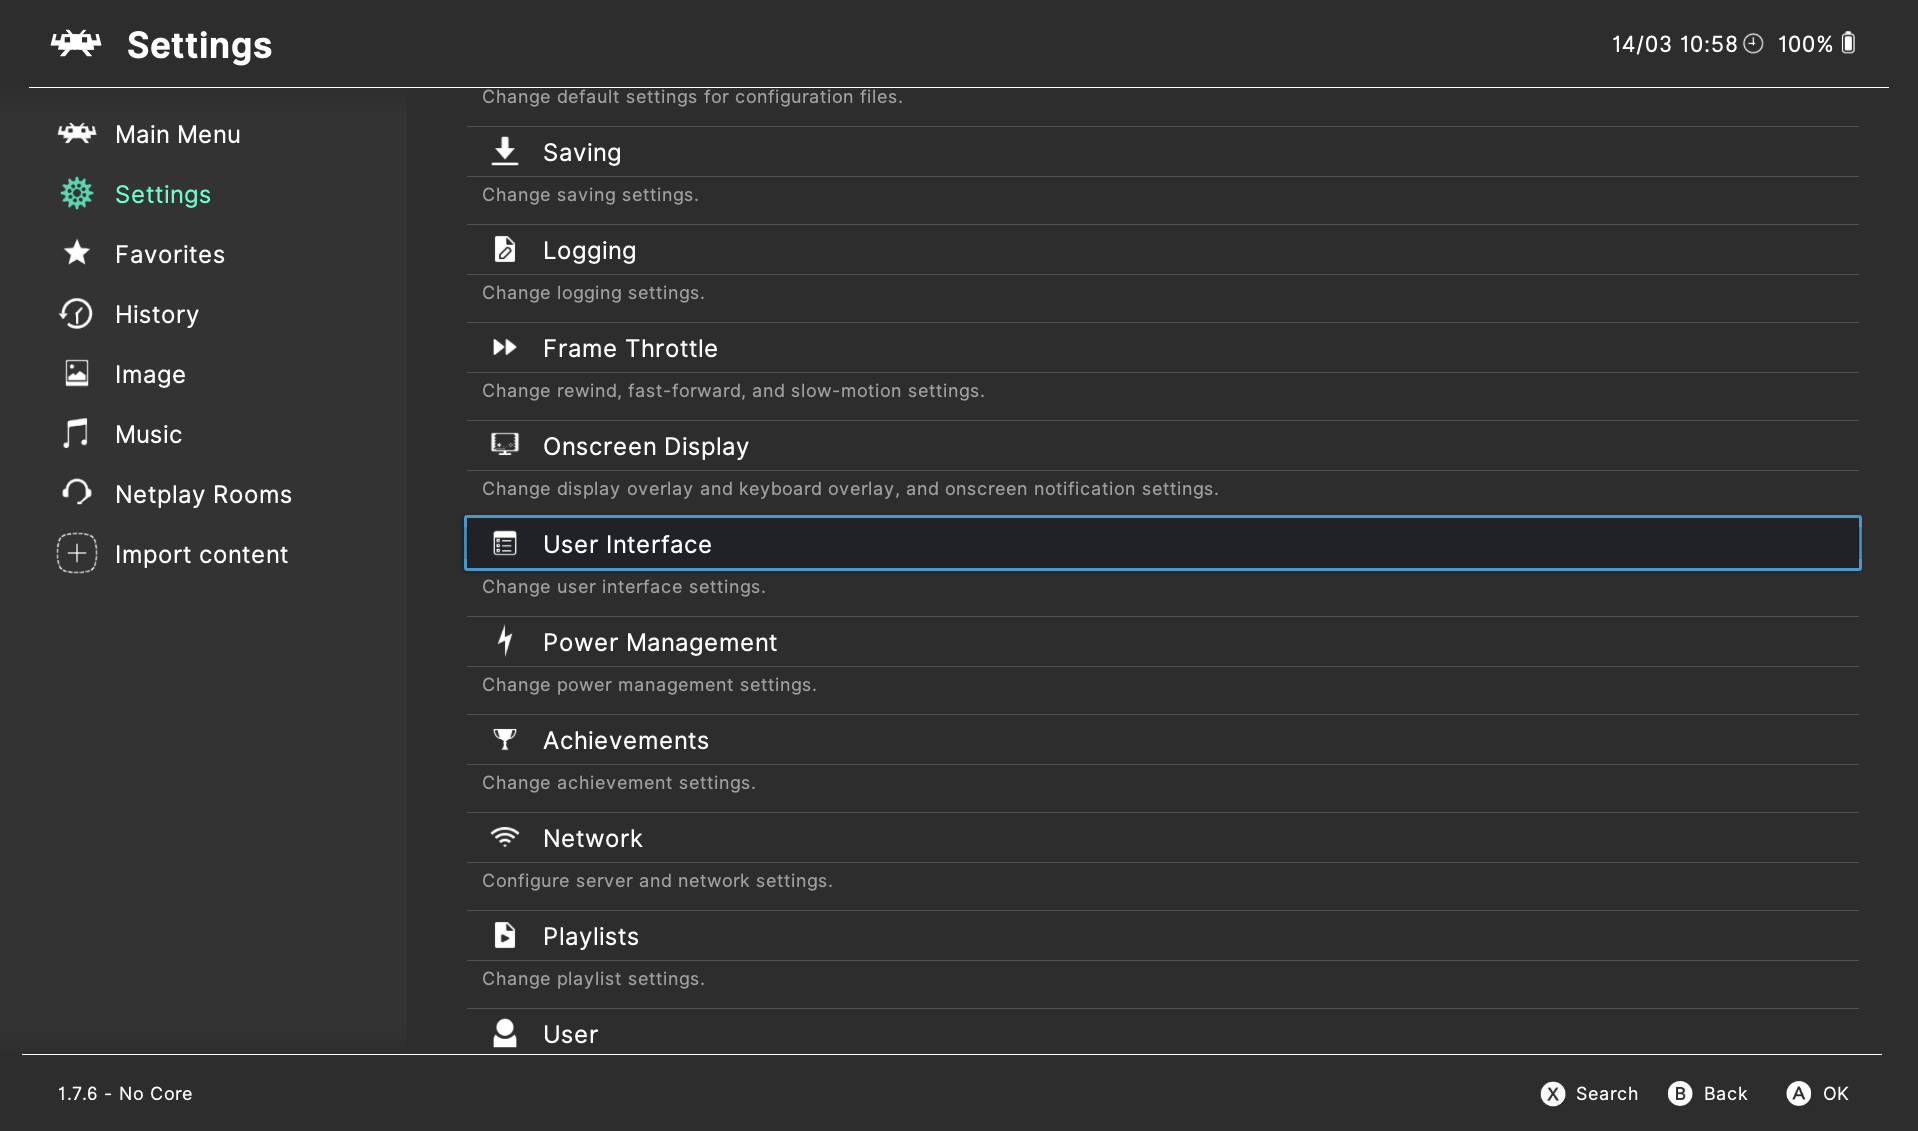 Settings
14/03 10:58 100%
Main Menu
Settings
Favorites
History
Image
Music
Netplay Rooms
Import content
Change default settings for configuration files.
Saving
Change saving settings.
Logging
Change logging settings.
Frame Throttle
Change rewind, fast-forward, and slow-motion settings.
Onscreen Display
Change display overlay and keyboard overlay, and onscreen notification settings.
User Interface
Change user interface settings.
Power Management
Change power management settings.
Achievements
Change achievement settings.
Network
Configure server and network settings.
Playlists
Change playlist settings.
User
1.7.6 - No Core
X Search B Back A OK